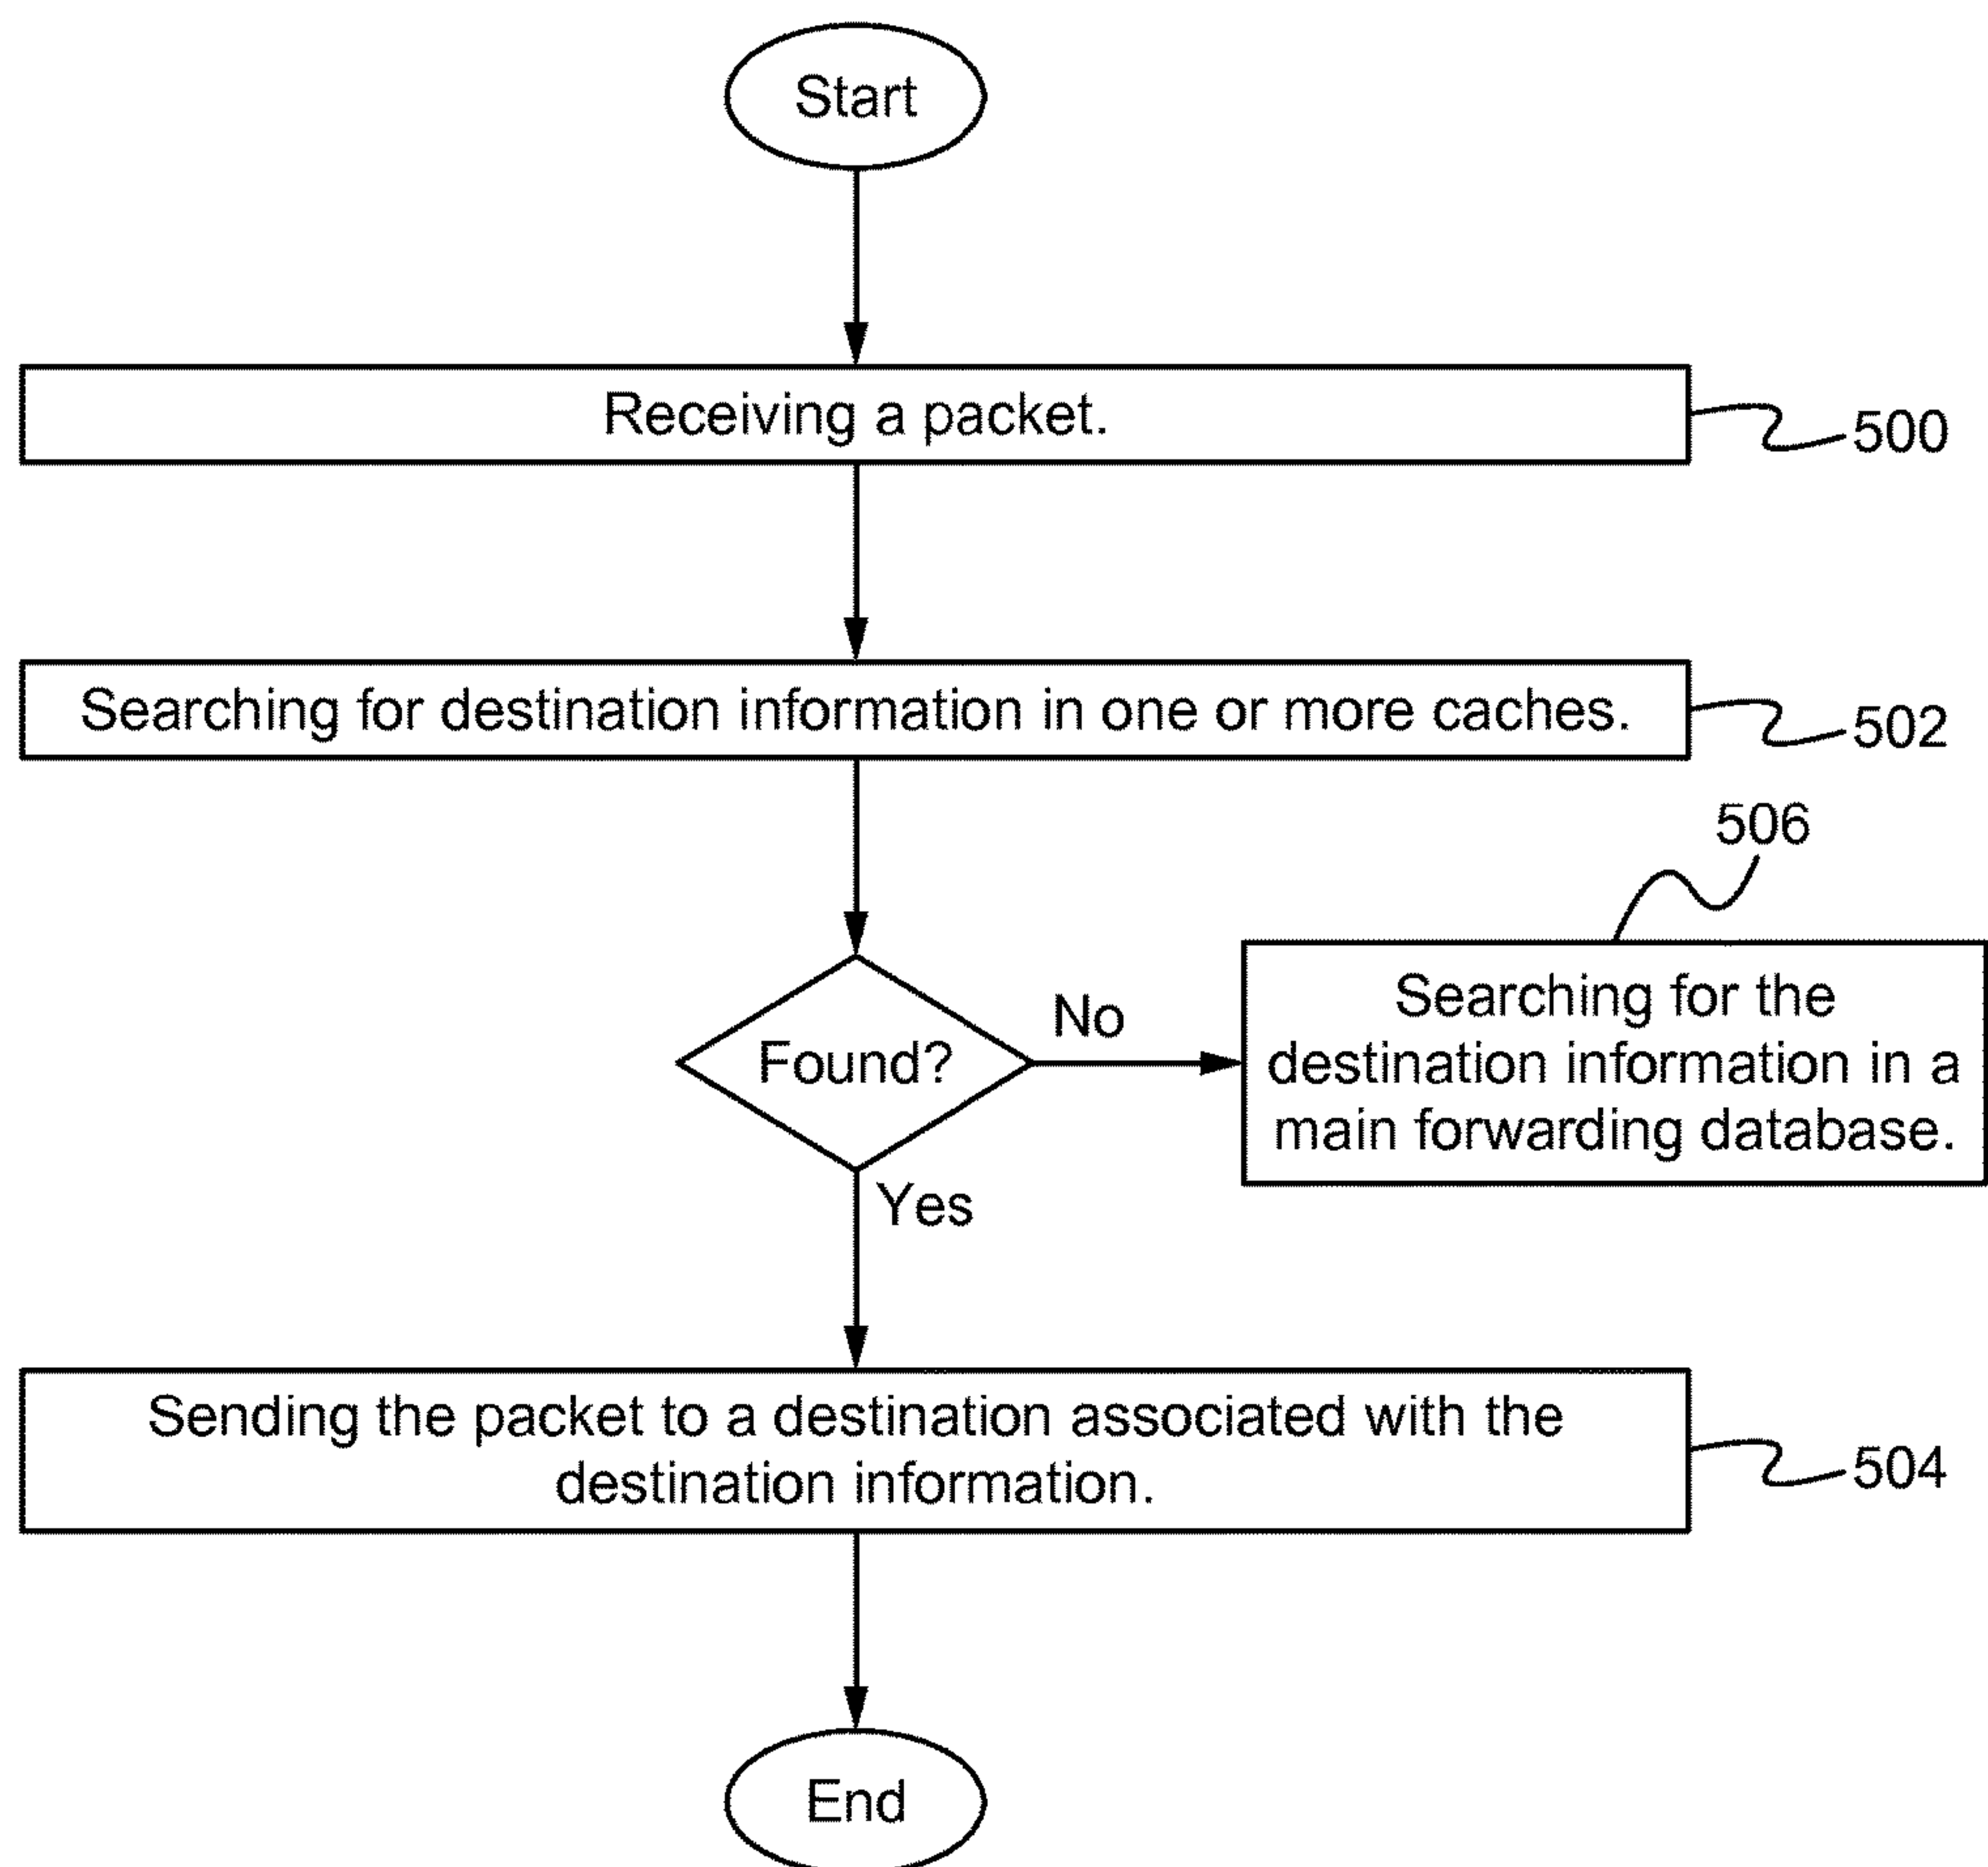 Start
Receiving a packet.
500
Searching for destination information in one or more caches.
502
506
Found?
No
Searching for the
destination information in a
main forwarding database.
Yes
Sending the packet to a destination associated with the
destination information.
504
End